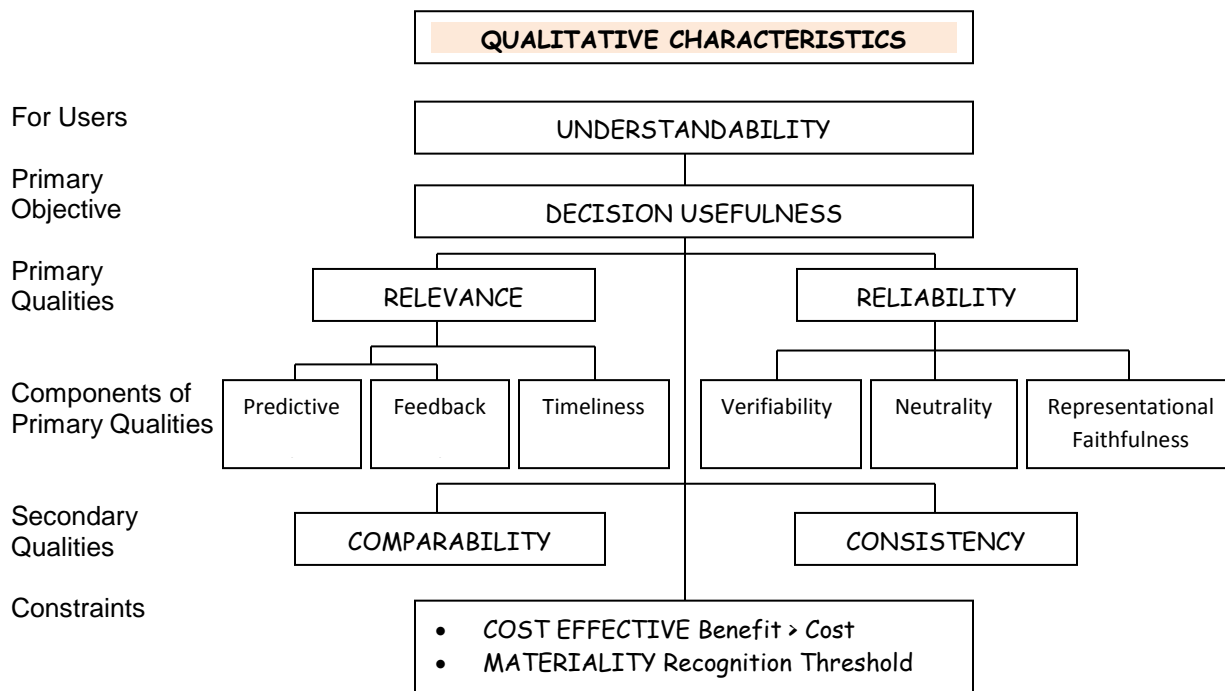 QUALITATIVE CHARACTERISTICS
For Users
UNDERSTANDABILITY
Primary
Objective
DECISION USEFULNESS
Primary
Qualities
RELEVANCE
RELIABILITY
Components of
Primary Qualities
Predictive
Feedback
Timeliness
Verifiability
Neutrality
Representational
Faithfulness
Secondary
Qualities
COMPARABILITY
CONSISTENCY
Constraints
• COST EFFECTIVE Benefit > Cost
• MATERIALITY Recognition Threshold